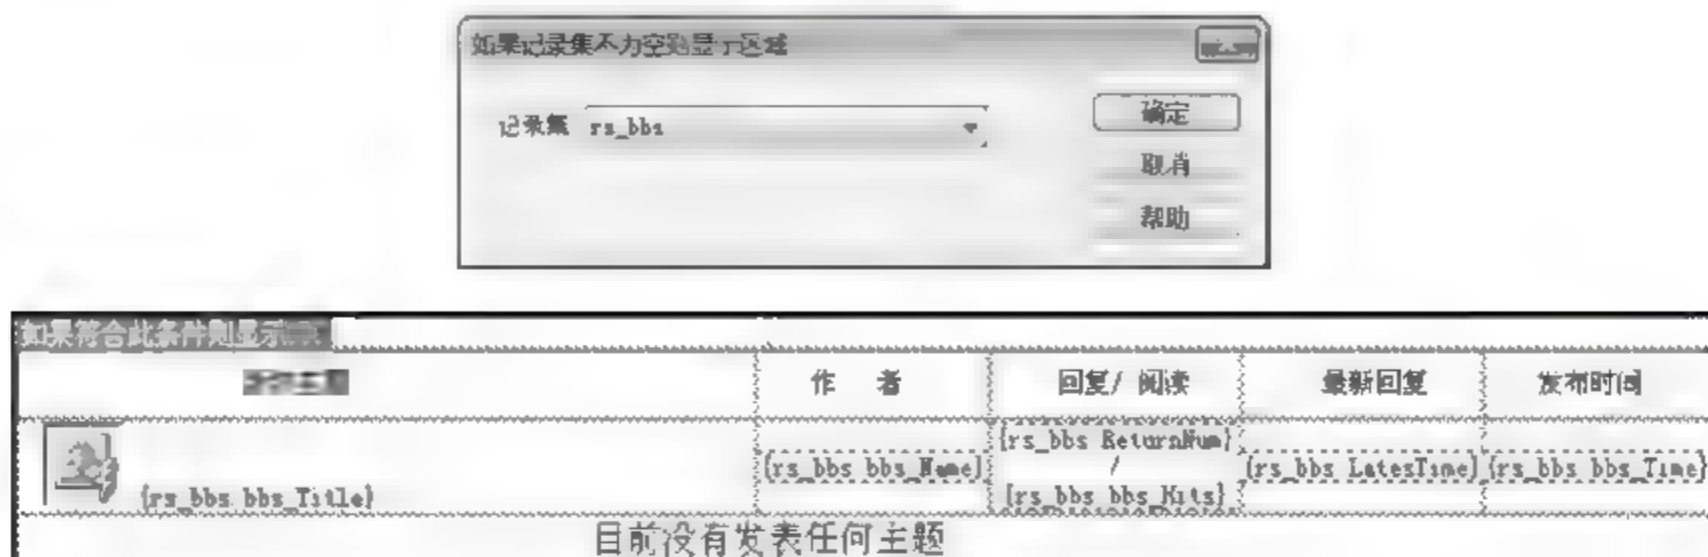 如果记录集不为空则显示区域
记录集 rs_bbs
确定
取消
帮助
如果符合此条件则显示
作 者 回复/ 阅读 最新回复 发布时间
{rs_bbs.ReturnNum}
{rs_bbs.bbs_Name} / {rs_bbs.LatesTime} {rs_bbs.bbs_Time}
{rs_bbs.bbs_Title} {rs_bbs.bbs_Hits}
目前没有发表任何主题